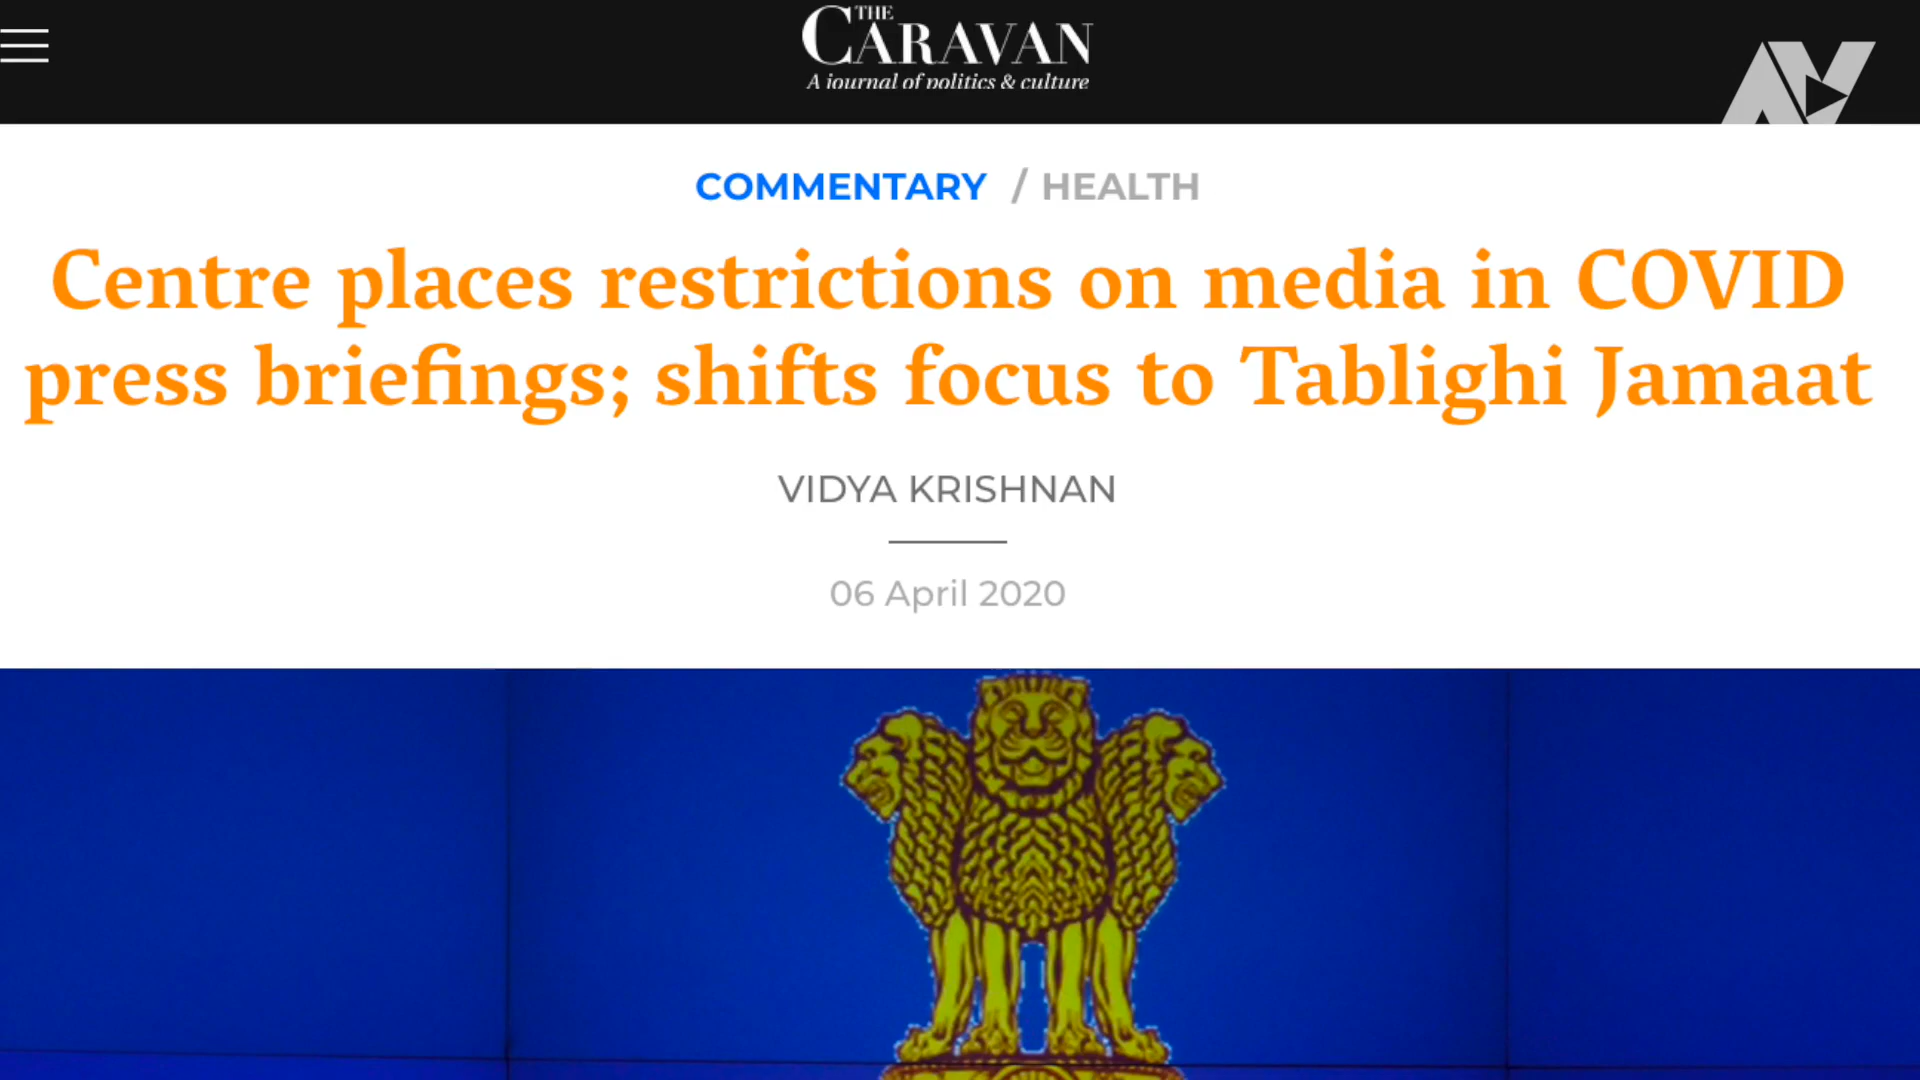 THE
CARAVAN
A journal of politics & culture
COMMENTARY / HEALTH
Centre places restrictions on media in COVID
press briefings; shifts focus to Tablighi Jamaat
VIDYA KRISHNAN
06 April 2020